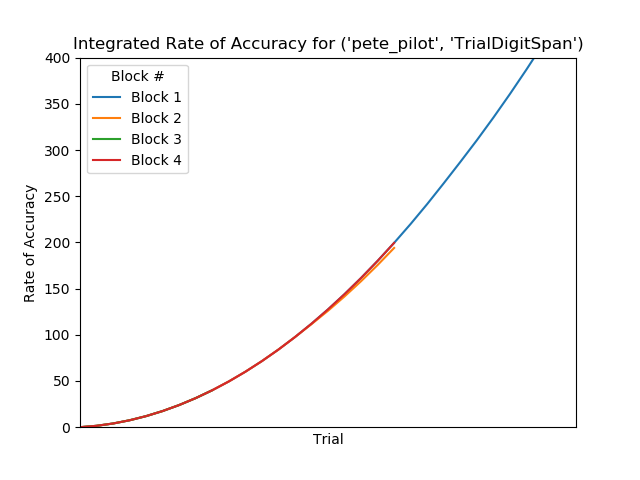 Integrated Rate of Accuracy for ('pete_pilot', 'TrialDigitSpan')
Block #
Block 1
Block 2
Block 3
Block 4
400
350
300
250
200
150
100
50
0
Rate of Accuracy
Trial